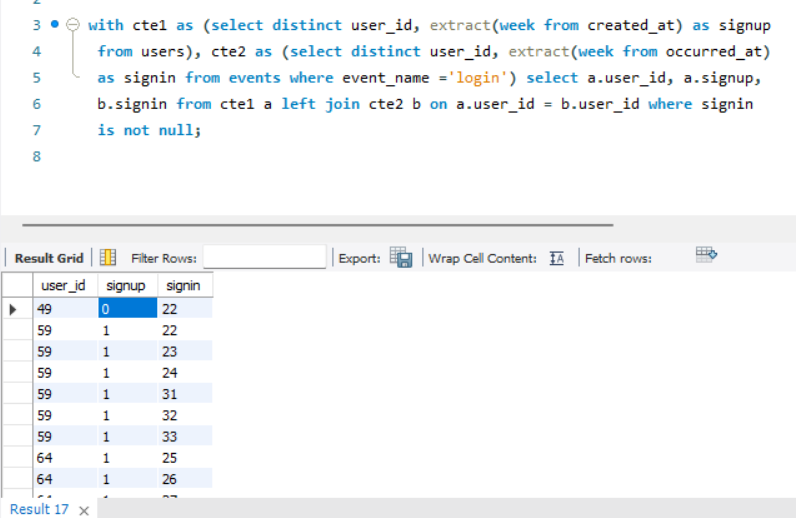 2
3 with cte1 as (select distinct user_id, extract(week from created_at) as signup
4 from users), cte2 as (select distinct user_id, extract(week from occurred_at)
5 as signin from events where event_name ='login') select a.user_id, a.signup,
6 b.signin from cte1 a left join cte2 b on a.user_id = b.user_id where signin
7 is not null;
8
Result Grid Filter Rows: Export: Wrap Cell Content: IA Fetch rows:
user_id signup signin
49 0 22
59 1 22
59 1 23
59 1 24
59 1 31
59 1 32
59 1 33
64 1 25
64 1 26
64 1 27
Result 17 ×